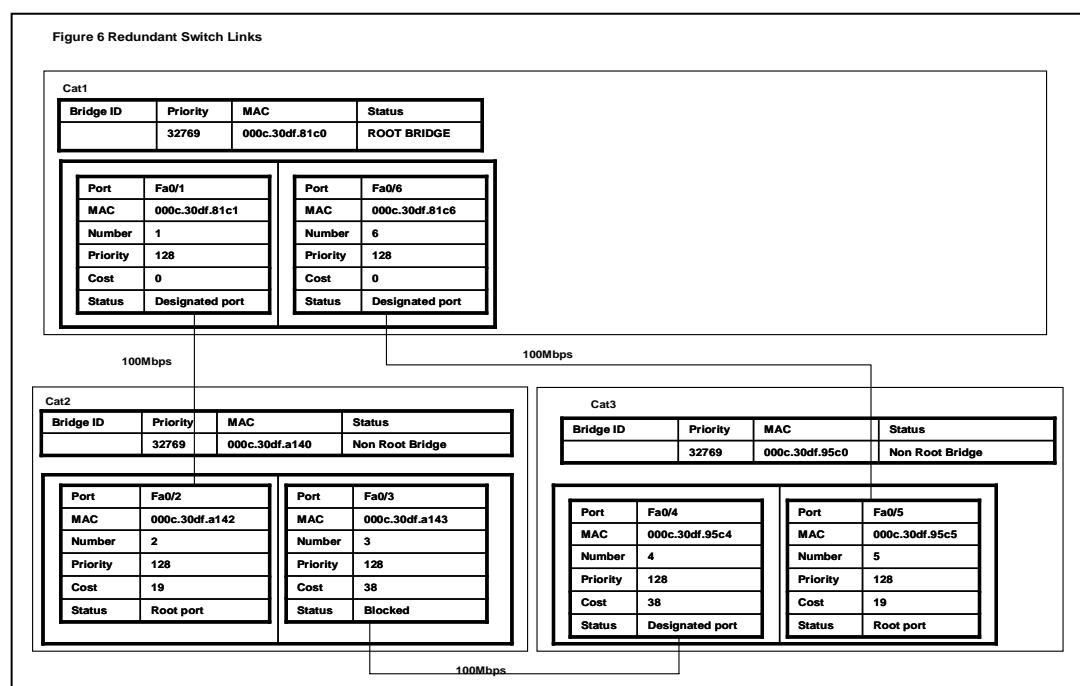 Figure 6 Redundant Switch Links
Cat1
Bridge ID Priority MAC Status
32769 000c.30df.81c0 ROOT BRIDGE
Port Fa0/1
MAC 000c.30df.81c1
Number 1
Priority 128
Cost 0
Status Designated port
Port Fa0/6
MAC 000c.30df.81c6
Number 6
Priority 128
Cost 0
Status Designated port
100Mbps
100Mbps
Cat2
Bridge ID Priority MAC Status
32769 000c.30df.a140 Non Root Bridge
Port Fa0/2
MAC 000c.30df.a142
Number 2
Priority 128
Cost 19
Status Root port
Port Fa0/3
MAC 000c.30df.a143
Number 3
Priority 128
Cost 38
Status Blocked
Cat3
Bridge ID Priority MAC Status
32769 000c.30df.95c0 Non Root Bridge
Port Fa0/4
MAC 000c.30df.95c4
Number 4
Priority 128
Cost 38
Status Designated port
Port Fa0/5
MAC 000c.30df.95c5
Number 5
Priority 128
Cost 19
Status Root port
100Mbps